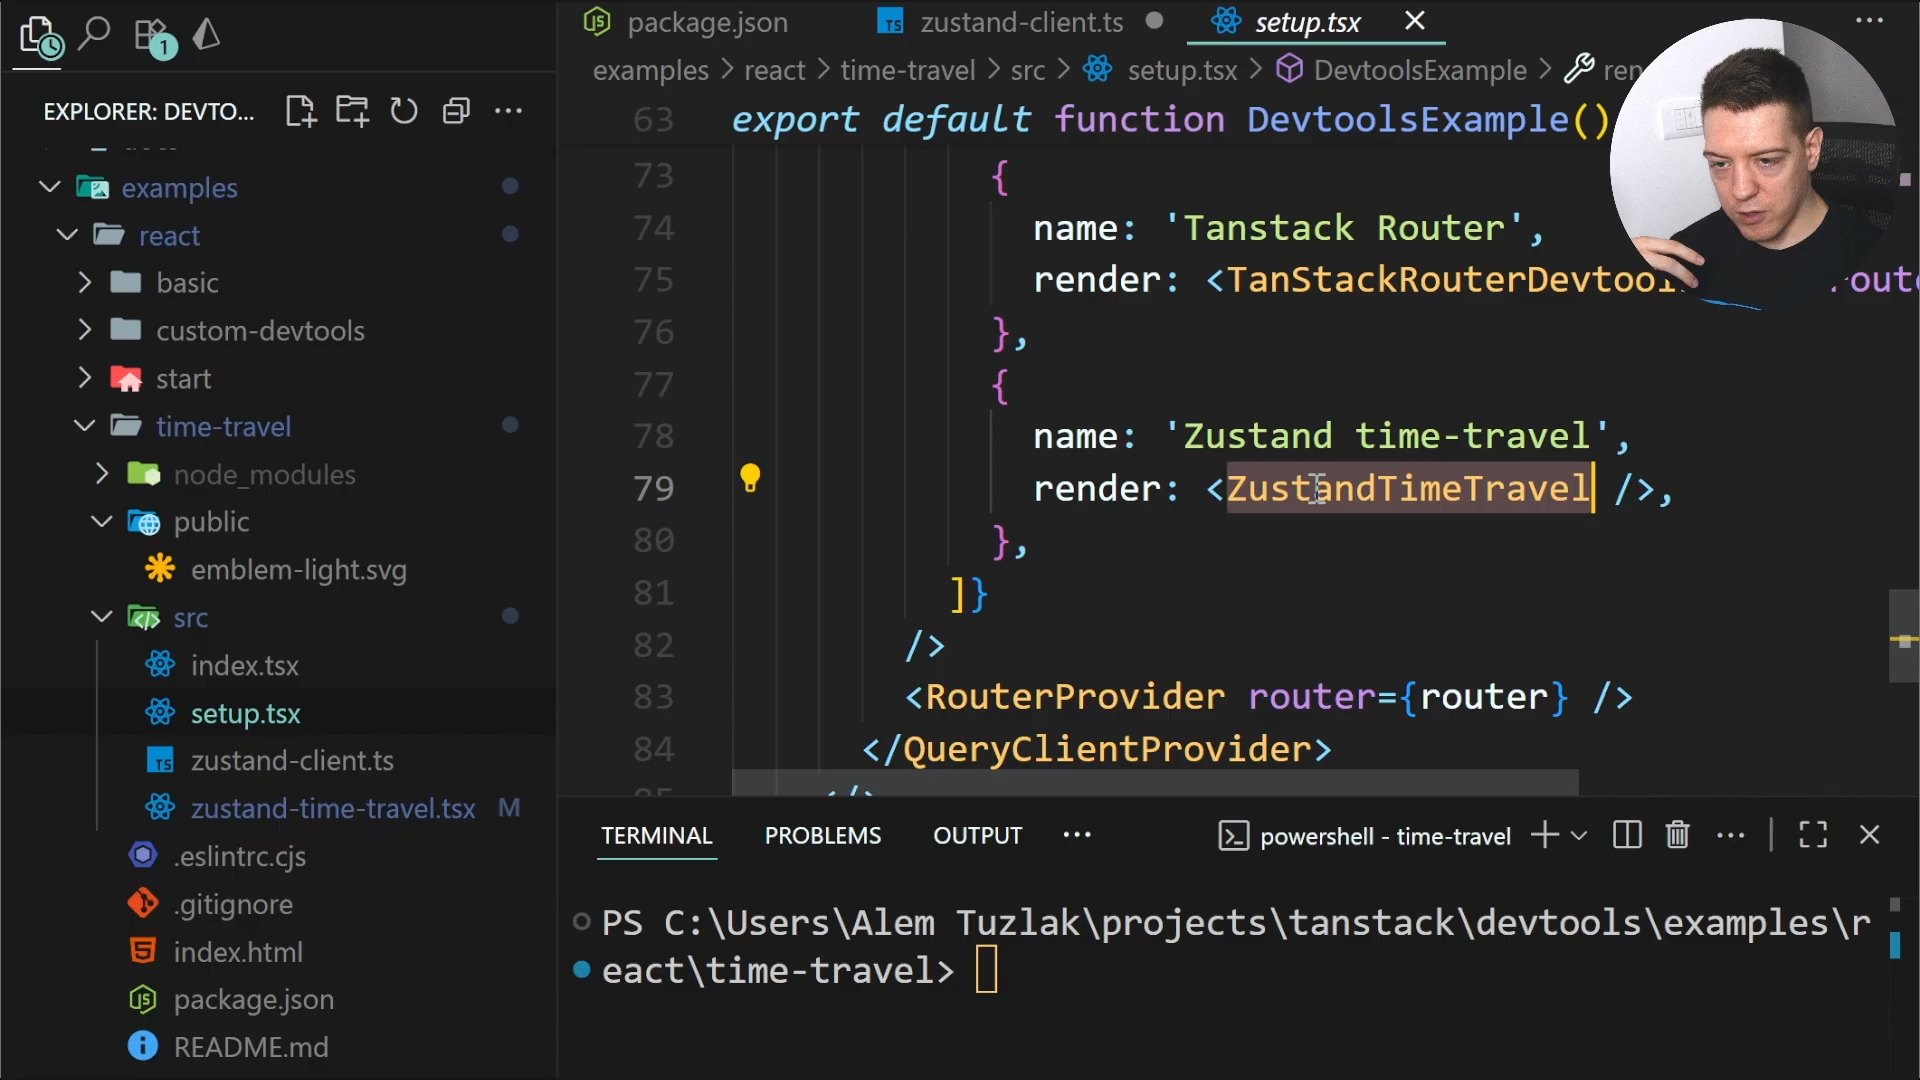 1
EXPLORER: DEVTO...
examples
react
basic
custom-devtools
start
time-travel
node_modules
public
emblem-light.svg
src
index.tsx
setup.tsx
zustand-client.ts
zustand-time-travel.tsx M
.eslintrc.cjs
.gitignore
index.html
package.json
README.md
package.json
zustand-client.ts
setup.tsx
examples > react > time-travel > src > setup.tsx > DevtoolsExample > ren
63 export default function DevtoolsExample()
73 {
74 name: 'Tanstack Router',
75 render: <TanStackRouterDevtool route
76 },
77 {
78 name: 'Zustand time-travel',
79 render: <ZustandTimeTravel />,
80 },
81 ]}
82 />
83 <RouterProvider router={router} />
84 </QueryClientProvider>
TERMINAL PROBLEMS OUTPUT
powershell - time-travel
PS C:\Users\Alem Tuzlak\projects\tanstack\devtools\examples\r
eact\time-travel>